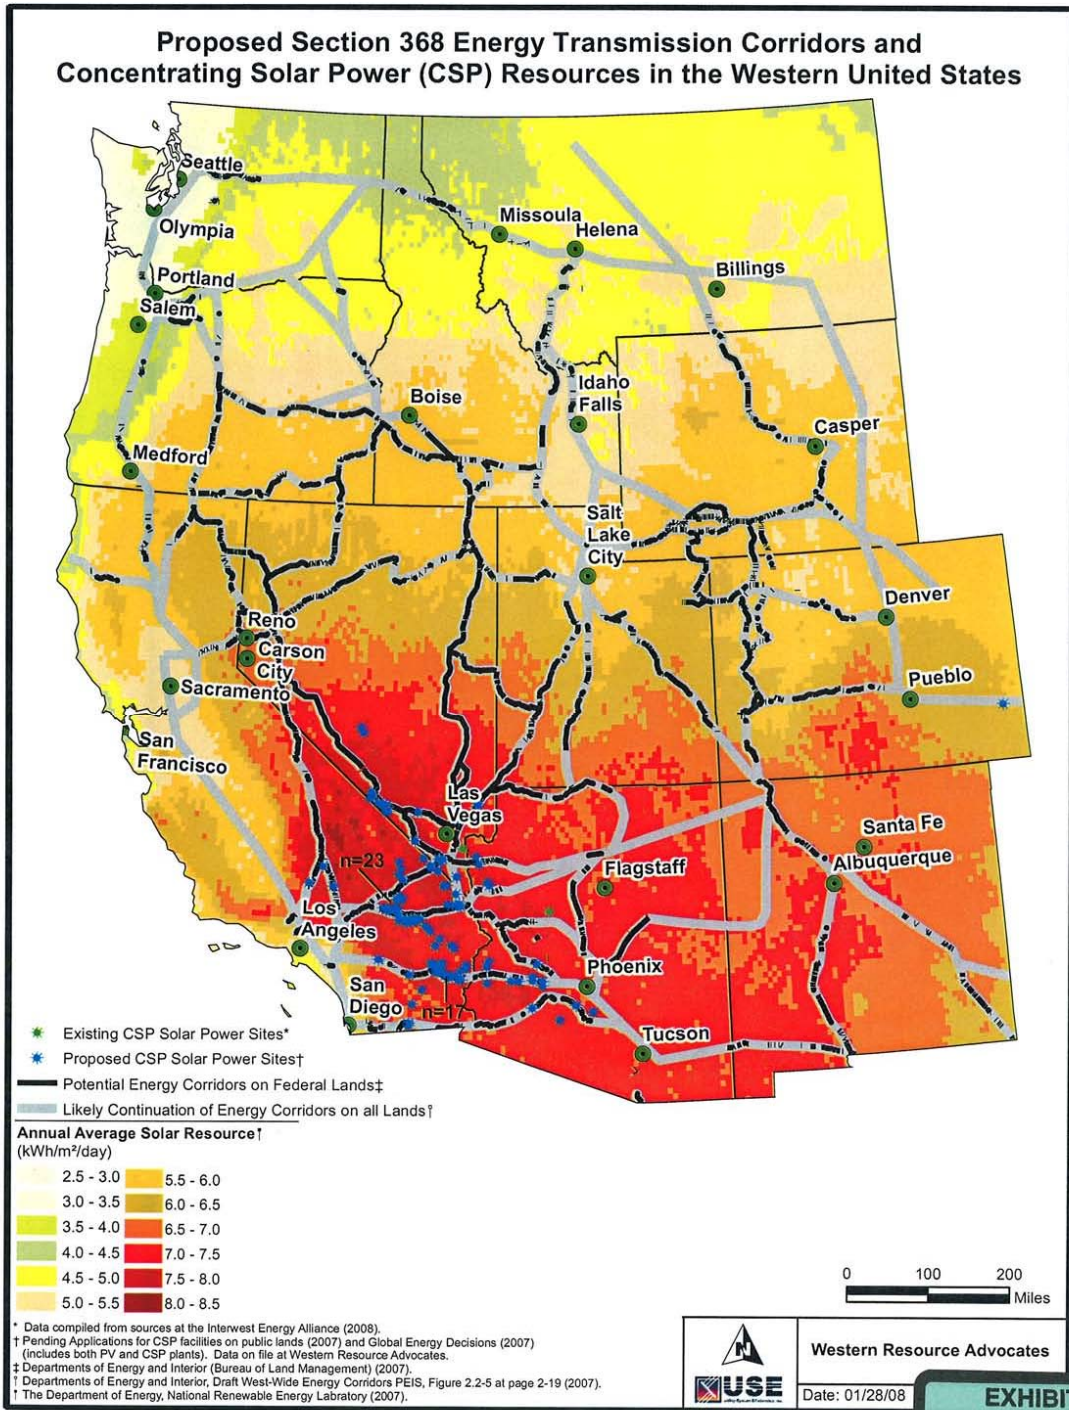 Proposed Section 368 Energy Transmission Corridors and
Concentrating Solar Power (CSP) Resources in the Western United States
Seattle
Olympia
Missoula
Helena
Portland
Billings
Salem
Idaho
Falls
Boise
Casper
Medford
Salt
Lake
City
Denver
Reno
Carson
City
Sacramento
Pueblo
San
Francisco
Las
Vegas
Santa Fe
Albuquerque
n=23
Flagstaff
Los
Angeles
Phoenix
San
Diego
n=17
Tucson
Existing CSP Solar Power Sites*
Proposed CSP Solar Power Sites†
Potential Energy Corridors on Federal Lands‡
Likely Continuation of Energy Corridors on all Lands†
Annual Average Solar Resource†
(kWh/m²/day)
2.5 - 3.0 5.5 - 6.0
3.0 - 3.5 6.0 - 6.5
3.5 - 4.0 6.5 - 7.0
4.0 - 4.5 7.0 - 7.5
4.5 - 5.0 7.5 - 8.0
5.0 - 5.5 8.0 - 8.5
0 100 200
Miles
* Data compiled from sources at the Interwest Energy Alliance (2008).
† Pending Applications for CSP facilities on public lands (2007) and Global Energy Decisions (2007)
(includes both PV and CSP plants). Data on file at Western Resource Advocates.
‡ Departments of Energy and Interior (Bureau of Land Management) (2007).
† Departments of Energy and Interior, Draft West-Wide Energy Corridors PEIS, Figure 2.2-5 at page 2-19 (2007).
† The Department of Energy, National Renewable Energy Labratory (2007).
N
USE
Western Resource Advocates
Date: 01/28/08
EXHIBI